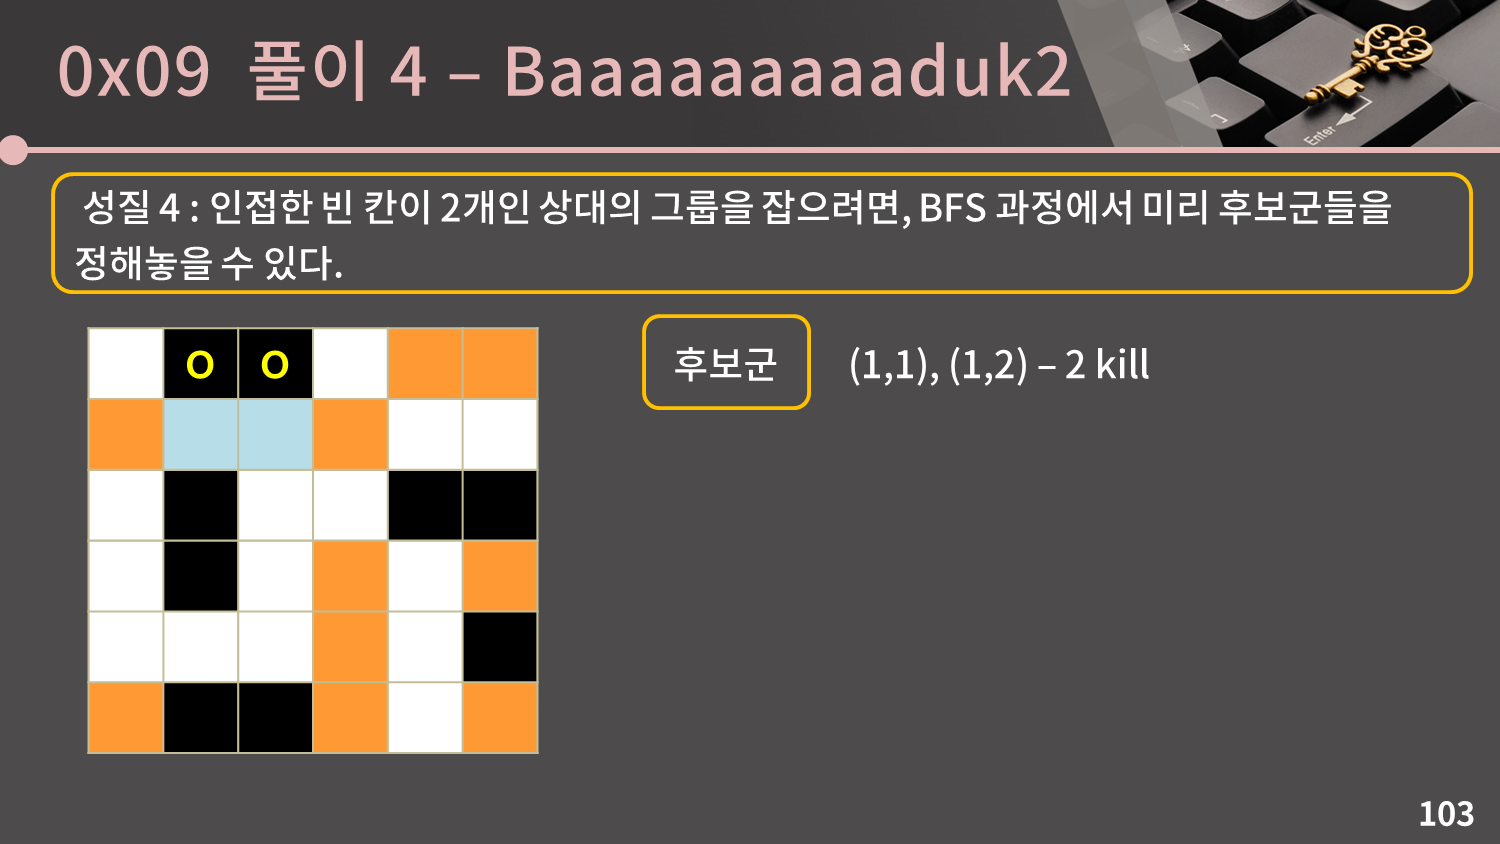 0x09 풀이 4 – Baaaaaaaaaduk2
성질 4 : 인접한 빈 칸이 2개인 상대의 그룹을 잡으려면, BFS 과정에서 미리 후보군들을
정해놓을 수 있다.
O O
후보군 (1,1), (1,2) – 2 kill
Enter
103